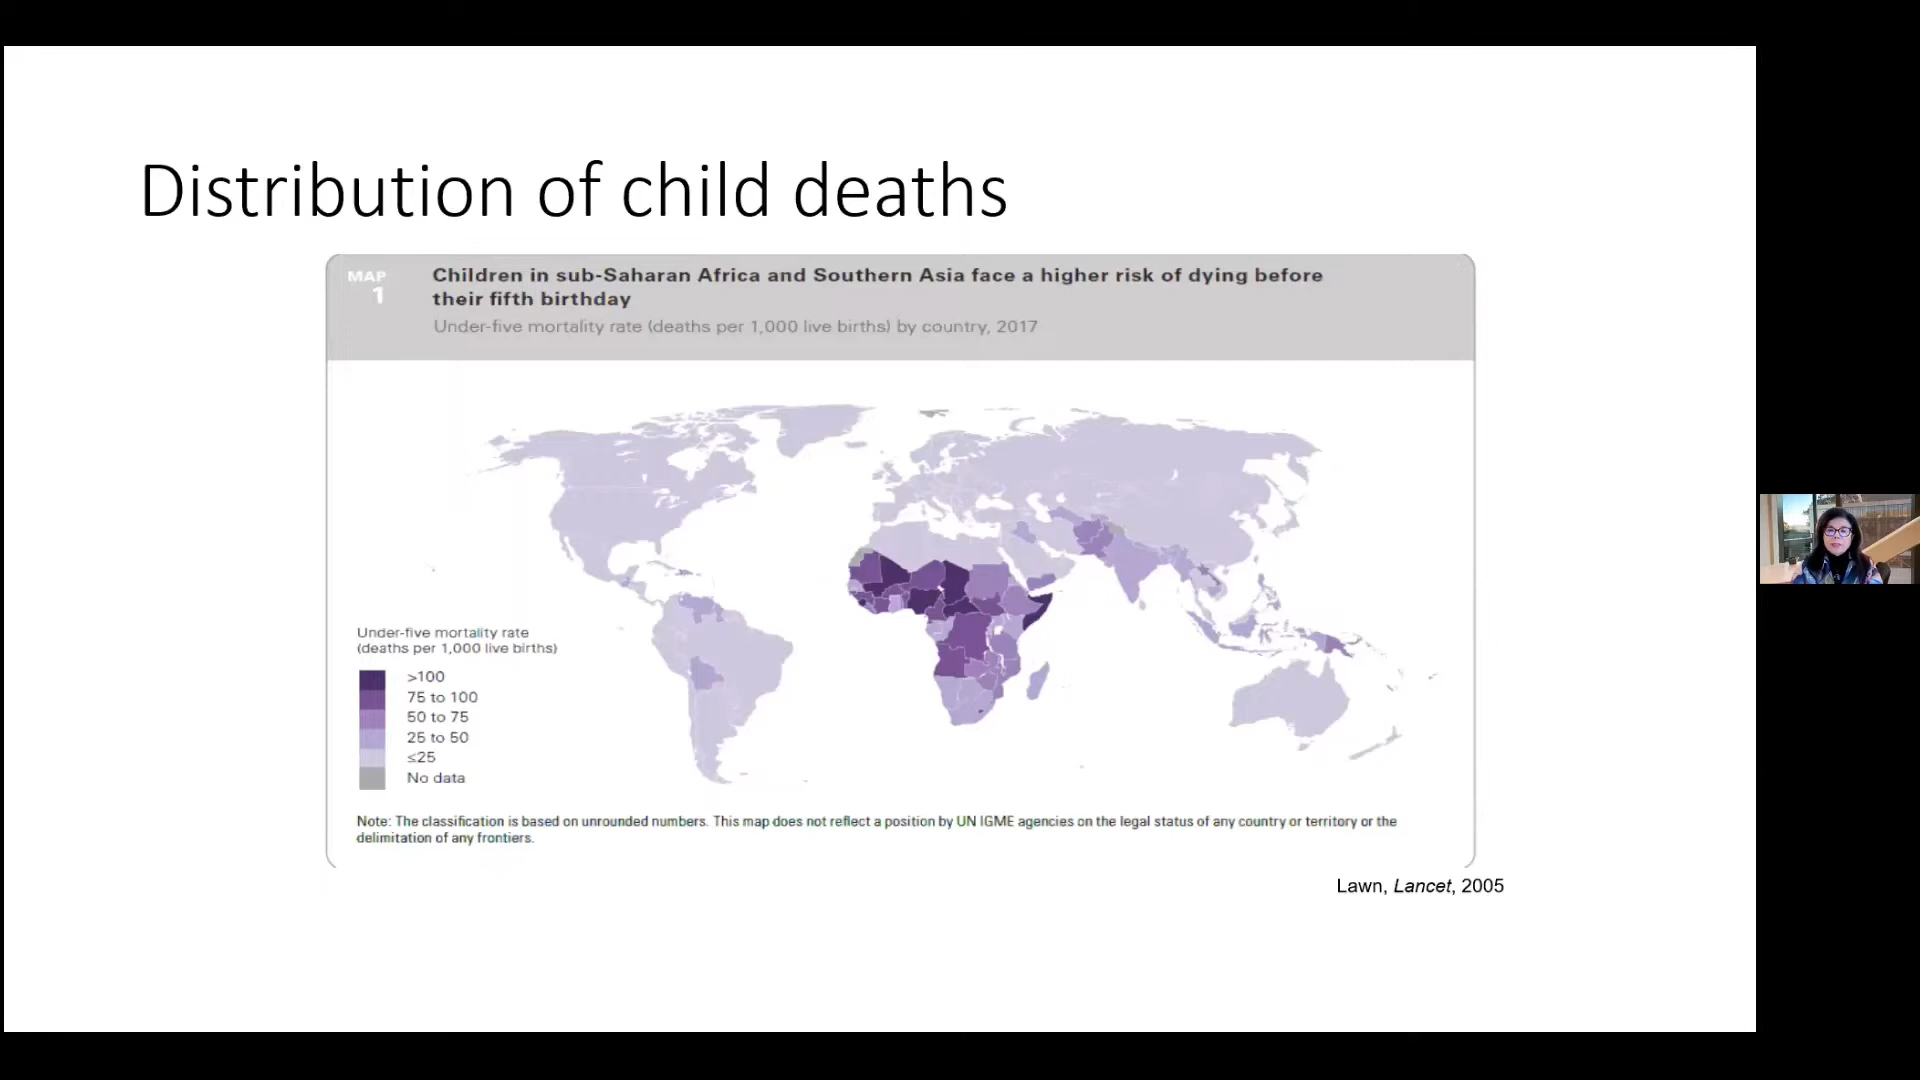 Distribution of child deaths
MAP
1
Children in sub-Saharan Africa and Southern Asia face a higher risk of dying before
their fifth birthday
Under-five mortality rate (deaths per 1,000 live births) by country, 2017
Under-five mortality rate
(deaths per 1,000 live births)
>100
75 to 100
50 to 75
25 to 50
≤25
No data
Note: The classification is based on unrounded numbers. This map does not reflect a position by UN IGME agencies on the legal status of any country or territory or the
delimitation of any frontiers.
Lawn, Lancet, 2005